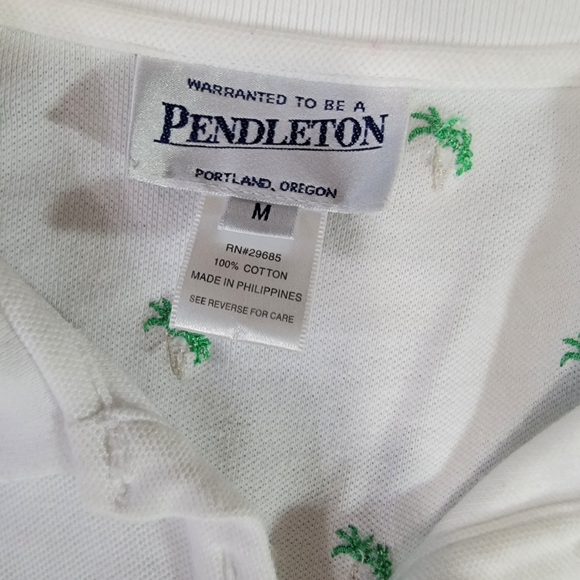 WARRANTED TO BE A
PENDLETON
PORTLAND, OREGON
M
RN#29685
100% COTTON
MADE IN PHILIPPINES
SEE REVERSE FOR CARE